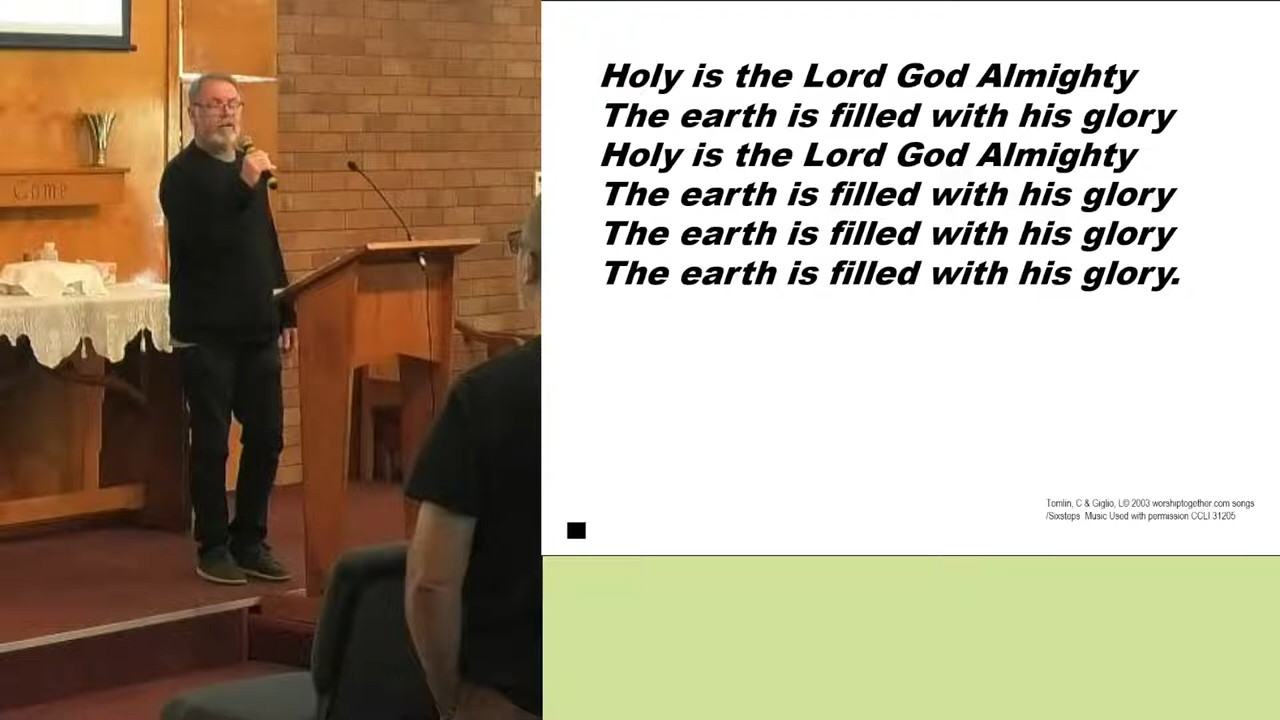 Come
Holy is the Lord God Almighty
The earth is filled with his glory
Holy is the Lord God Almighty
The earth is filled with his glory
The earth is filled with his glory
The earth is filled with his glory.
Tomlin, C & Giglio, L© 2003 worshiptogether.com songs
/Sixsteps Music Used with permission CCLI 31205